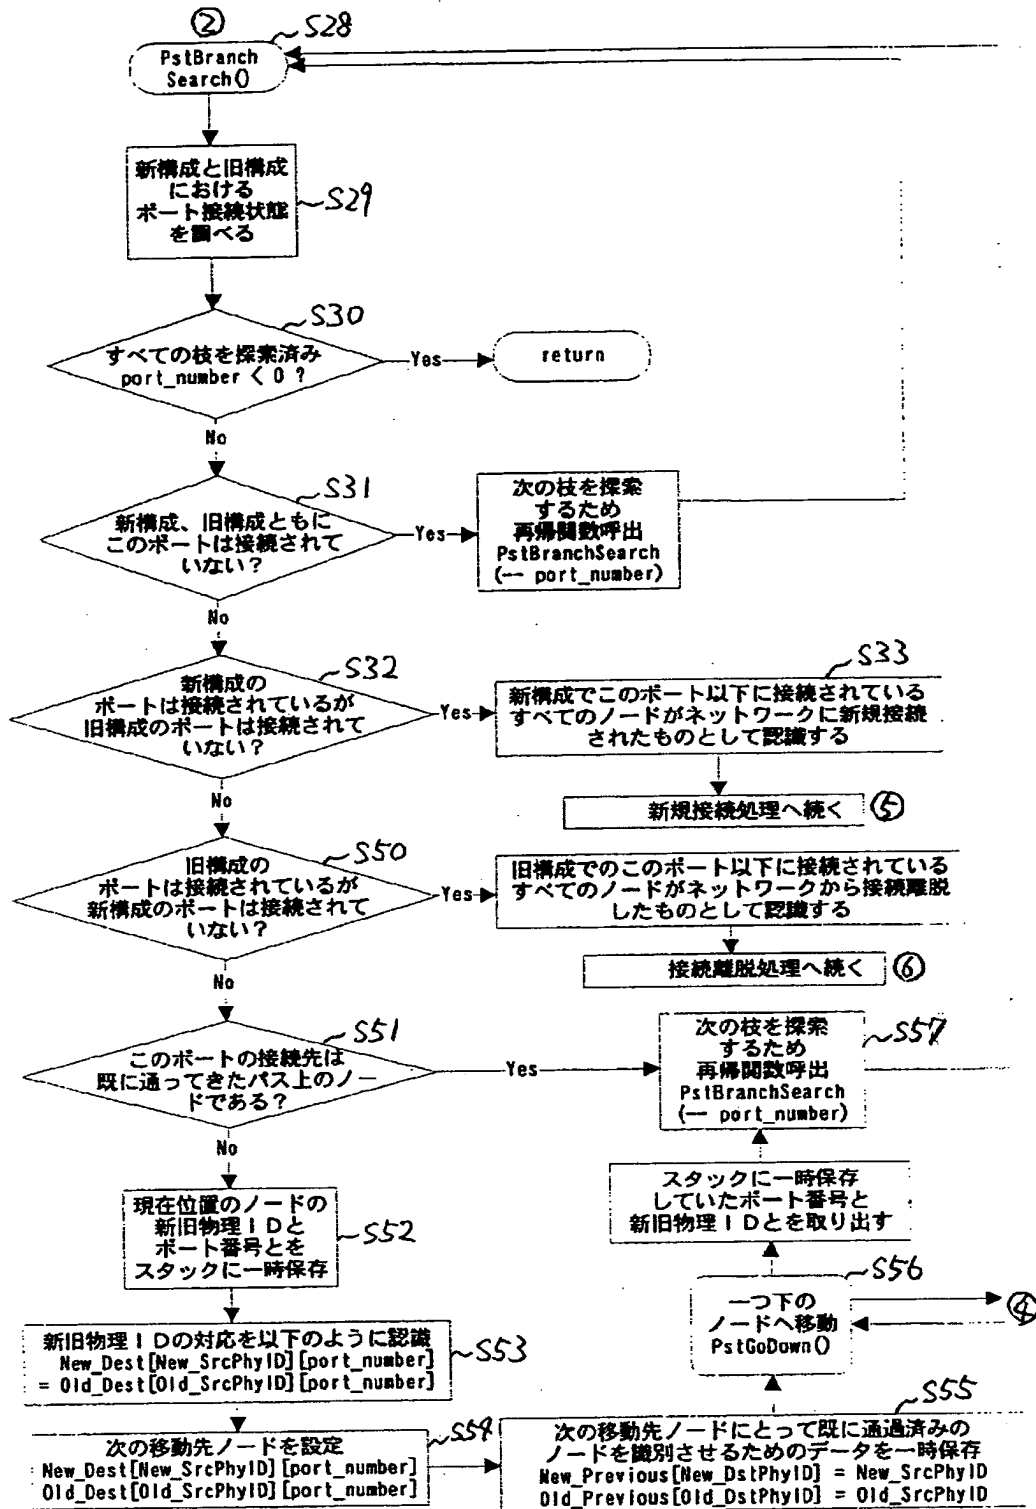 ②
S28
PstBranch
Search()
新構成と旧構成
における
ポート接続状態
を調べる
S29
S30
すべての枝を探索済み
port_number < 0 ?
Yes
return
No
S31
新構成、旧構成ともに
このポートは接続されて
いない？
Yes
次の枝を探索
するため
再帰関数呼出
PstBranchSearch
(-- port_number)
No
S32
新構成の
ポートは接続されているが
旧構成のポートは接続されて
いない？
Yes
S33
新構成でこのポート以下に接続されている
すべてのノードがネットワークに新規接続
されたものとして認識する
新規接続処理へ続く
⑤
No
S50
旧構成の
ポートは接続されているが
新構成のポートは接続されて
いない？
Yes
旧構成でのこのポート以下に接続されている
すべてのノードがネットワークから接続離脱
したものとして認識する
接続離脱処理へ続く
⑥
No
S51
このポートの接続先は
既に通ってきたパス上のノー
ドである？
Yes
次の枝を探索
するため
再帰関数呼出
PstBranchSearch
(-- port_number)
S57
No
現在位置のノードの
新旧物理ＩＤと
ポート番号とを
スタックに一時保存
S52
スタックに一時保存
していたポート番号と
新旧物理ＩＤとを取り出す
S56
一つ下の
ノードへ移動
PstGoDown()
④
新旧物理ＩＤの対応を以下のように認識
New_Dest[New_SrcPhyID][port_number]
= Old_Dest[Old_SrcPhyID][port_number]
S53
S54
次の移動先ノードを設定
New_Dest[New_SrcPhyID][port_number]
Old_Dest[Old_SrcPhyID][port_number]
S55
次の移動先ノードにとって既に通過済みの
ノードを識別させるためのデータを一時保存
New_Previous[New_DstPhyID] = New_SrcPhyID
Old_Previous[Old_DstPhyID] = Old_SrcPhyID